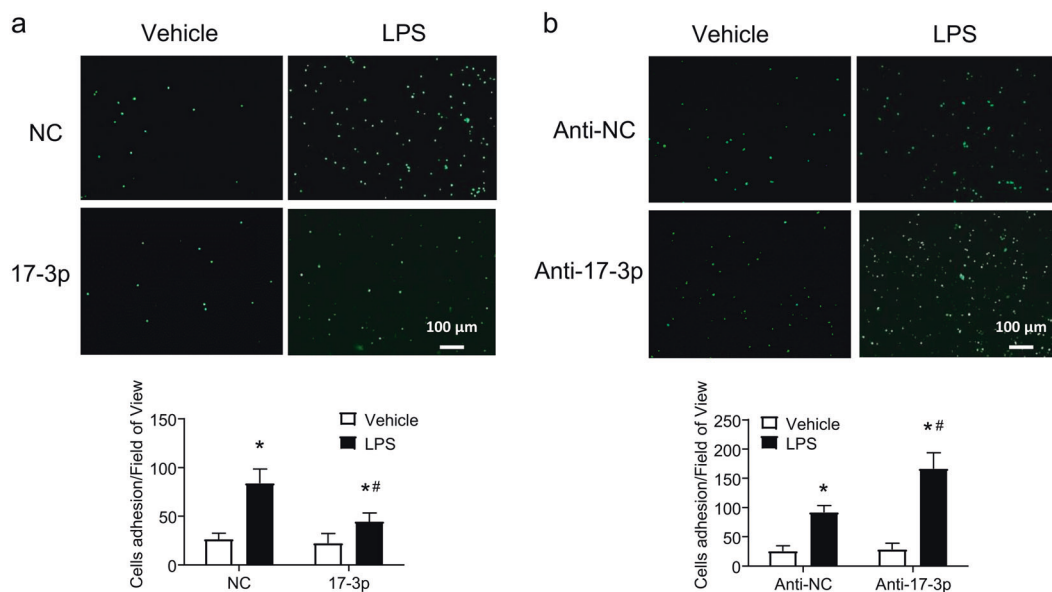 a
Vehicle LPS
NC
17-3p
100 μm
Cells adhesion/Field of View
150
100
50
0
Vehicle
LPS
*
*#
NC 17-3p
b
Vehicle LPS
Anti-NC
Anti-17-3p
100 μm
Cells adhesion/Field of View
250
200
150
100
50
0
Vehicle
LPS
*
*#
Anti-NC Anti-17-3p